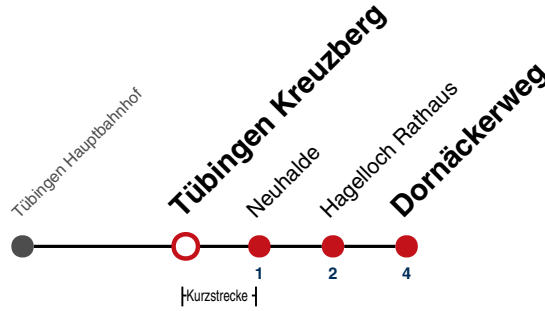 Tübingen Hauptbahnhof
Tübingen Kreuzberg
Neuhalde
Hagelloch Rathaus
Dornäckerweg
1 2 4
Kurzstrecke